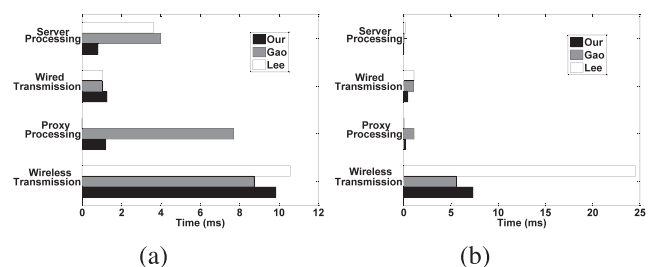 Server
Processing
Wired
Transmission
Proxy
Processing
Wireless
Transmission
Our
Gao
Lee
0 2 4 6 8 10 12
Time (ms)
(a)
Server
Processing
Wired
Transmission
Proxy
Processing
Wireless
Transmission
Our
Gao
Lee
0 5 10 15 20 25
Time (ms)
(b)